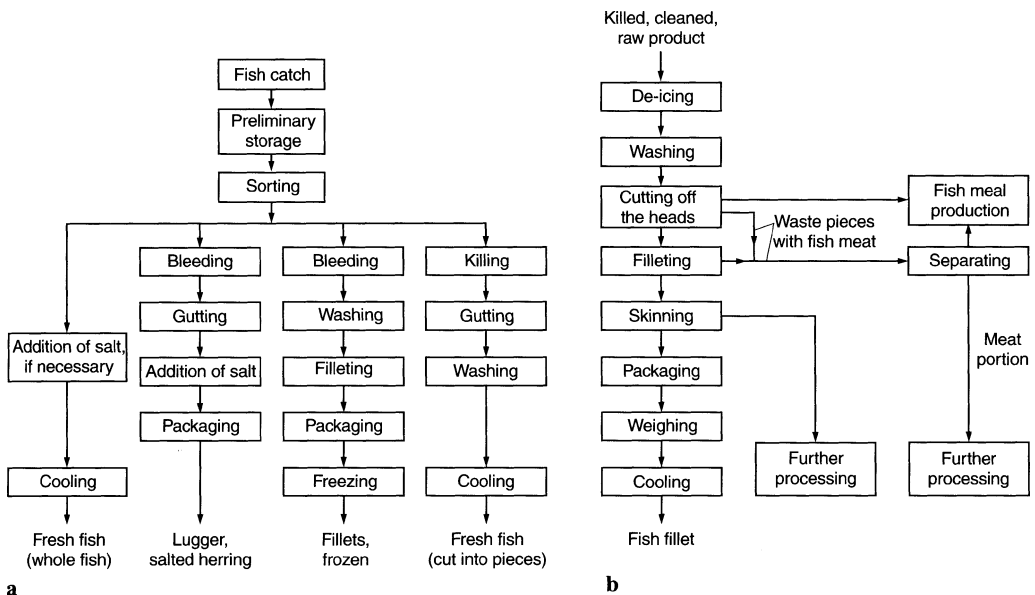 Fish catch
Preliminary
storage
Sorting
Addition of salt,
if necessary
Cooling
Fresh fish
(whole fish)
Bleeding
Gutting
Addition of salt
Packaging
Lugger,
salted herring
Bleeding
Washing
Filleting
Packaging
Freezing
Fillets,
frozen
Killing
Gutting
Washing
Cooling
Fresh fish
(cut into pieces)
a
Killed, cleaned,
raw product
De-icing
Washing
Cutting off
the heads
Filleting
Skinning
Packaging
Weighing
Cooling
Fish fillet
Waste pieces
with fish meat
Fish meal
production
Separating
Meat
portion
Further
processing
Further
processing
b